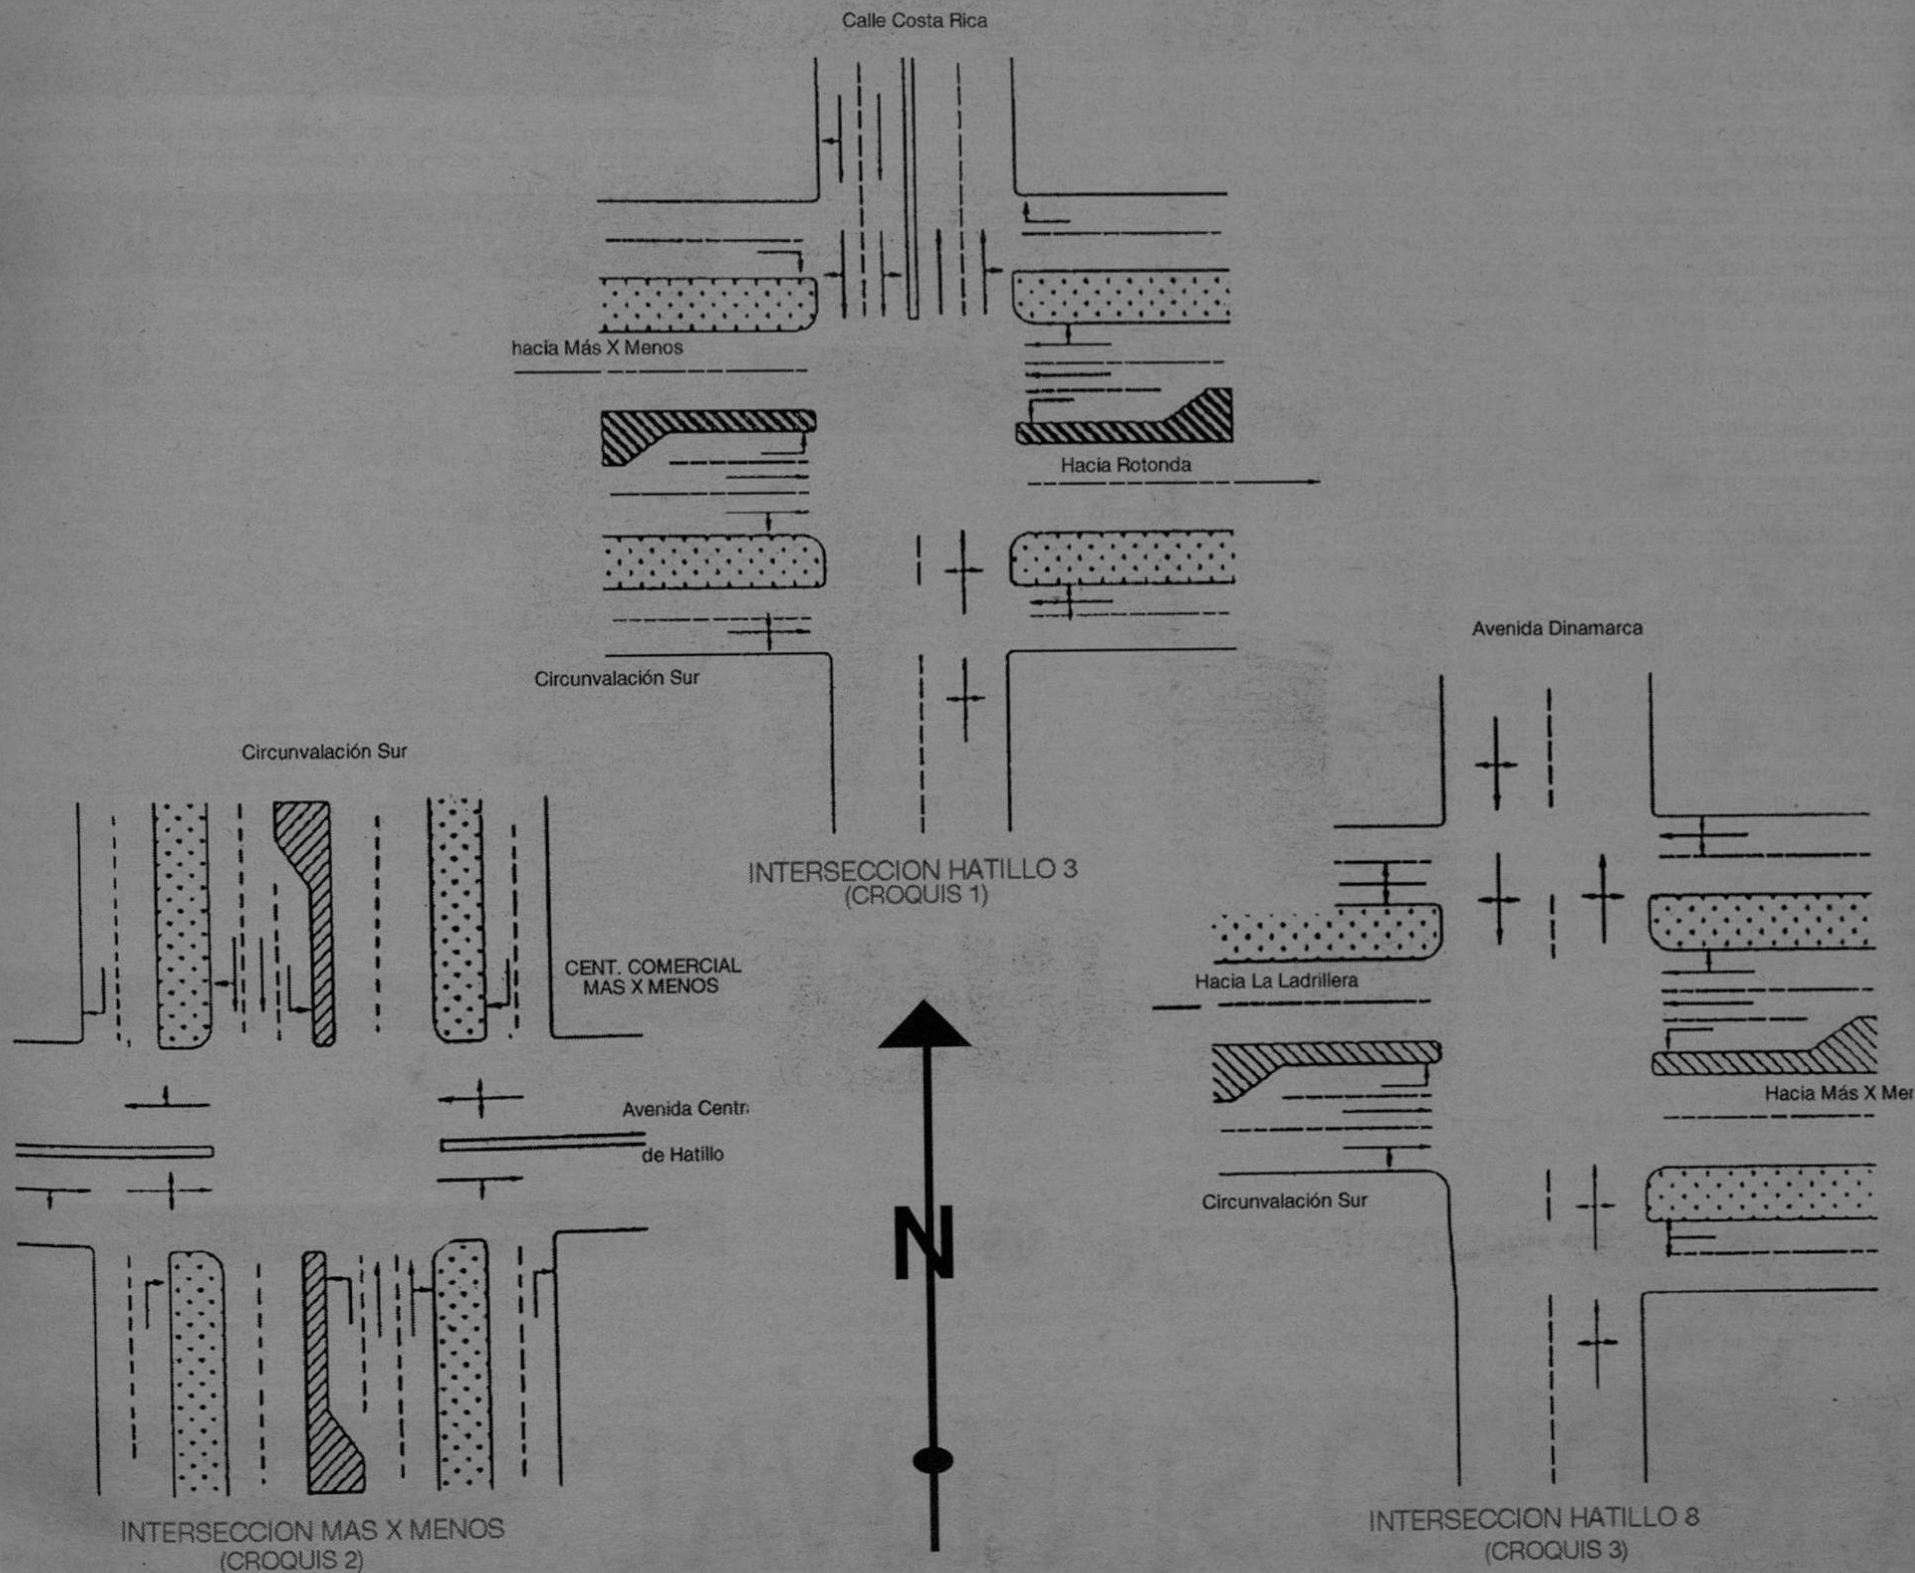 Calle Costa Rica
hacia Más X Menos
Hacia Rotonda
Circunvalación Sur
INTERSECCION HATILLO 3
(CROQUIS 1)
Circunvalación Sur
CENT. COMERCIAL
MAS X MENOS
Avenida Centr
de Hatillo
INTERSECCION MAS X MENOS
(CROQUIS 2)
N
Avenida Dinamarca
Hacia La Ladrillera
Hacia Más X Mer
Circunvalación Sur
INTERSECCION HATILLO 8
(CROQUIS 3)